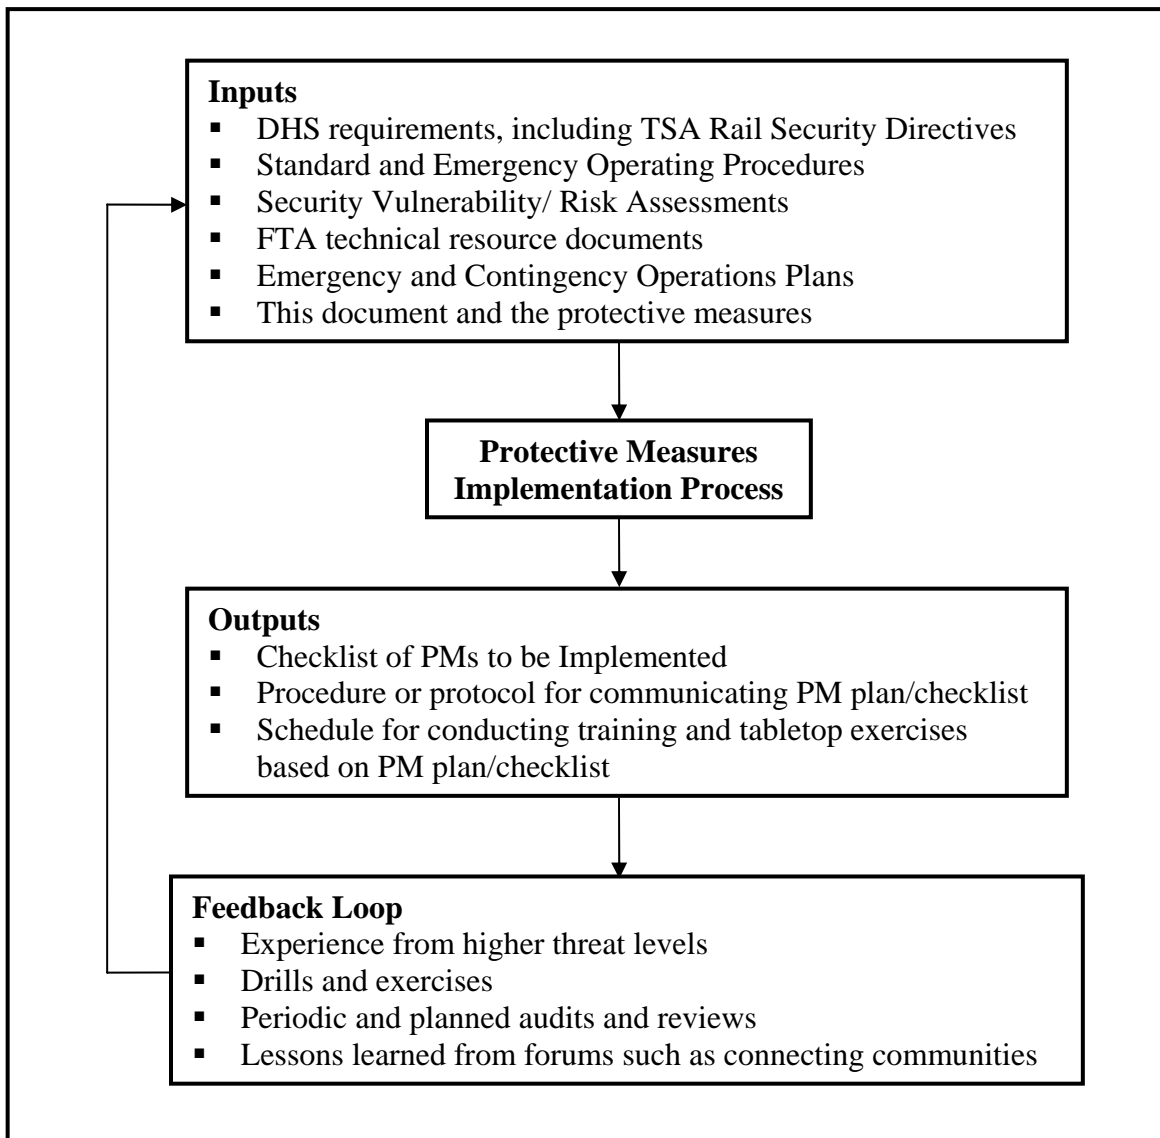 Inputs
▪ DHS requirements, including TSA Rail Security Directives
▪ Standard and Emergency Operating Procedures
▪ Security Vulnerability/ Risk Assessments
▪ FTA technical resource documents
▪ Emergency and Contingency Operations Plans
▪ This document and the protective measures
Protective Measures
Implementation Process
Outputs
▪ Checklist of PMs to be Implemented
▪ Procedure or protocol for communicating PM plan/checklist
▪ Schedule for conducting training and tabletop exercises
based on PM plan/checklist
Feedback Loop
▪ Experience from higher threat levels
▪ Drills and exercises
▪ Periodic and planned audits and reviews
▪ Lessons learned from forums such as connecting communities